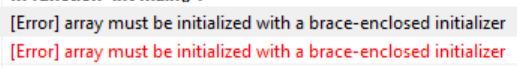 [Error] array must be initialized with a brace-enclosed initializer
[Error] array must be initialized with a brace-enclosed initializer